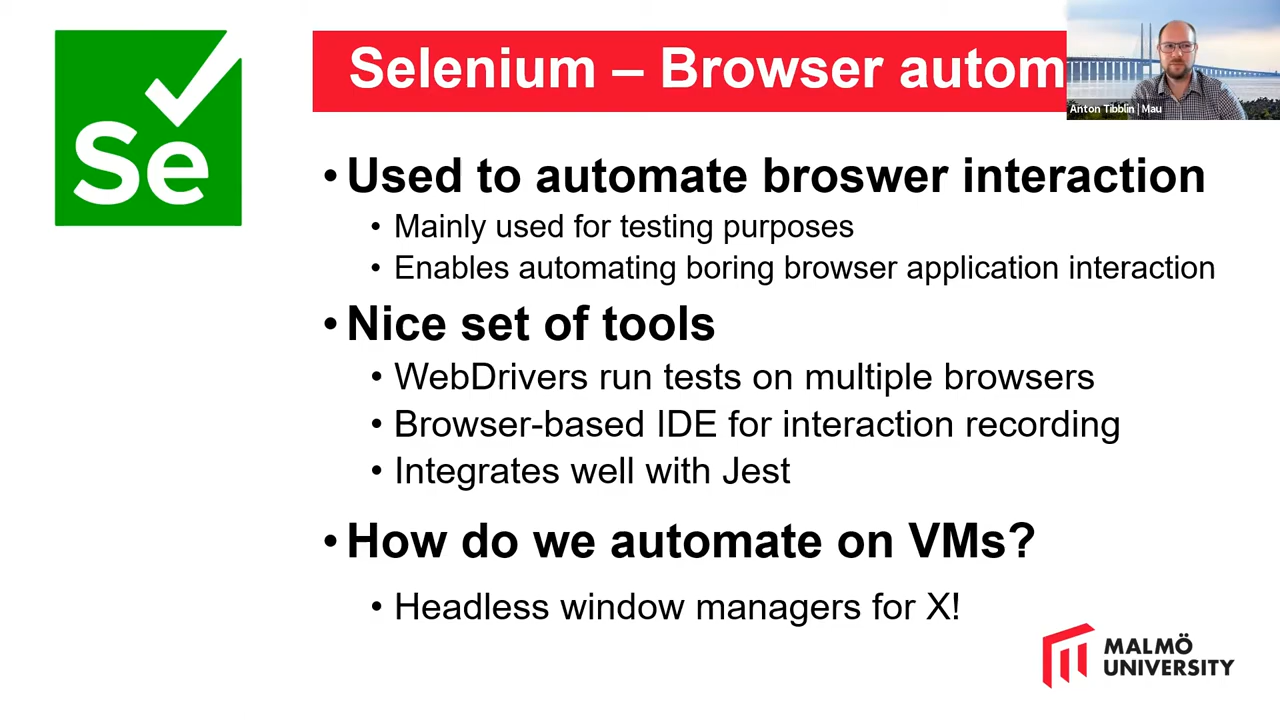 Se
Selenium – Browser autom
Anton Tibblin | Mau
• Used to automate broswer interaction
• Mainly used for testing purposes
• Enables automating boring browser application interaction
• Nice set of tools
• WebDrivers run tests on multiple browsers
• Browser-based IDE for interaction recording
• Integrates well with Jest
• How do we automate on VMs?
• Headless window managers for X!
MALMÖ
UNIVERSITY